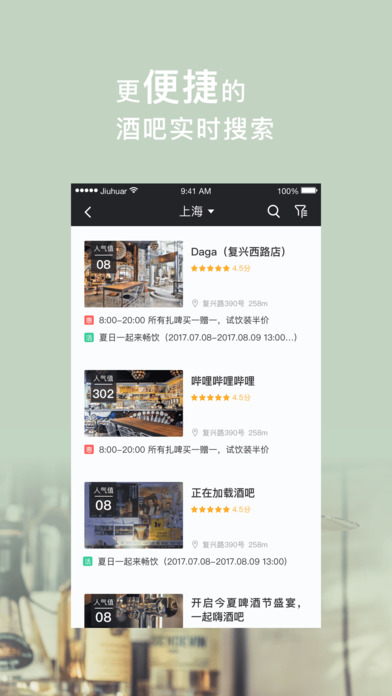 更便捷的
酒吧实时搜索
Jiuhuar
9:41 AM
100%
上海
人气值
08
Daga（复兴西路店）
4.5分
复兴路390号 258m
惠 8:00-20:00 所有扎啤买一赠一，试饮装半价
活 夏日一起来畅饮（2017.07.08-2017.08.09 13:00...）
人气值
302
哔哩哔哩哔哩
4.5分
复兴路390号 258m
惠 8:00-20:00 所有扎啤买一赠一，试饮装半价
人气值
08
正在加载酒吧
4.5分
复兴路390号 258m
活 夏日一起来畅饮（2017.07.08-2017.08.09 13:00）
人气值
08
开启今夏啤酒节盛宴，
一起嗨酒吧